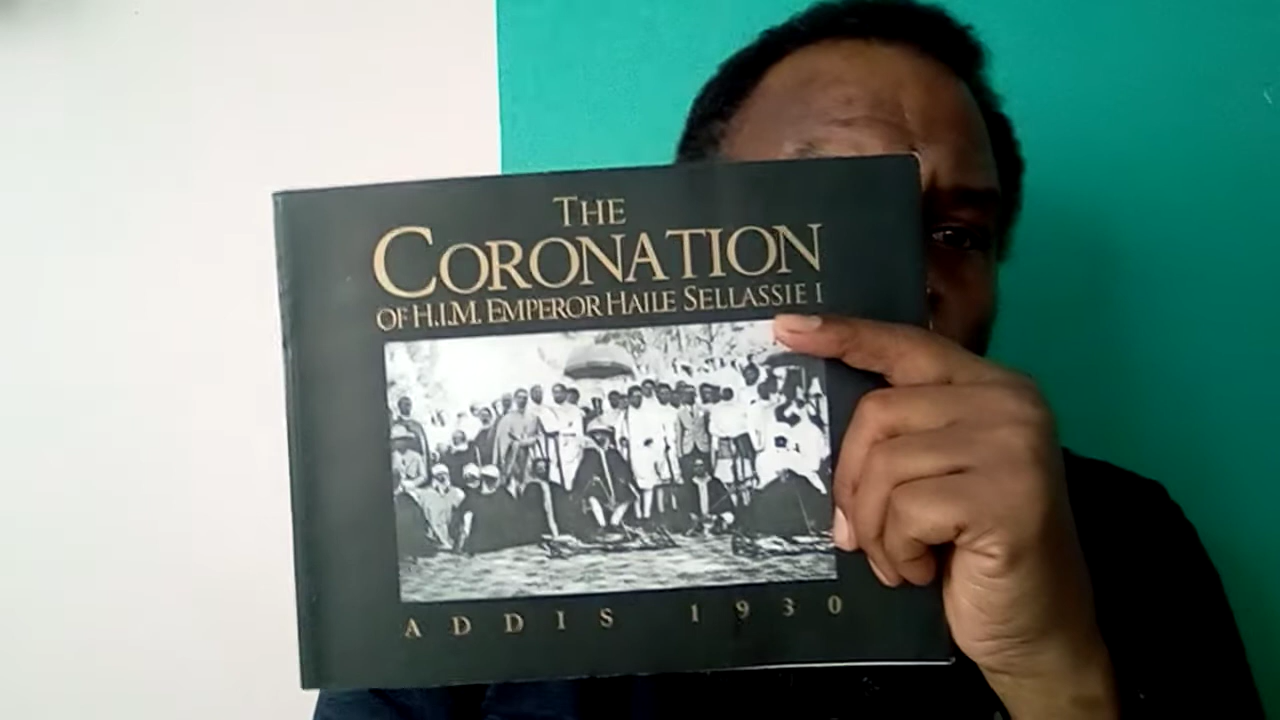 THE
CORONATION
OF H.I.M. EMPEROR HAILE SELLASSIE I
ADDIS 1930